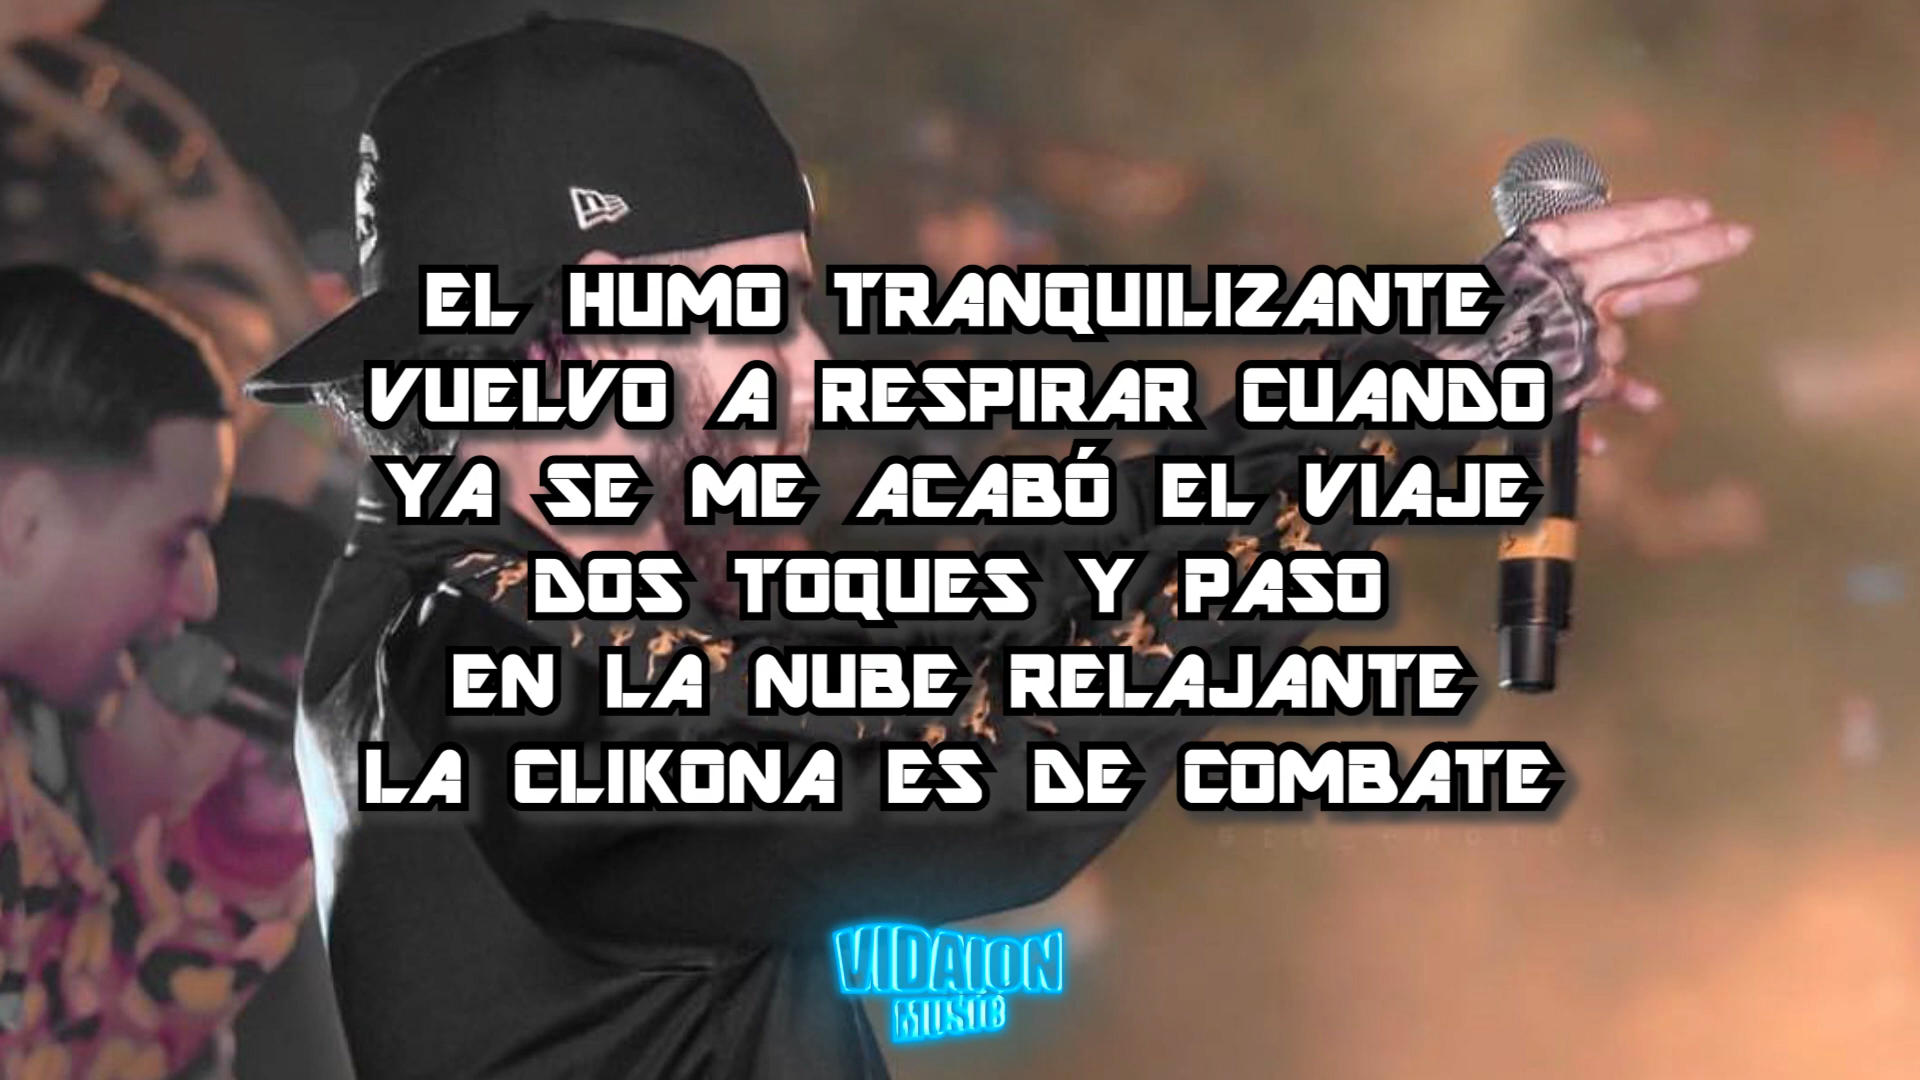 EL HUMO TRANQUILIZANTE
VUELVO A RESPIRAR CUANDO
YA SE ME ACABÓ EL VIAJE
DOS TOQUES Y PASO
EN LA NUBE RELAJANTE
LA CLIKONA ES DE COMBATE
VIDAION
MUSIC